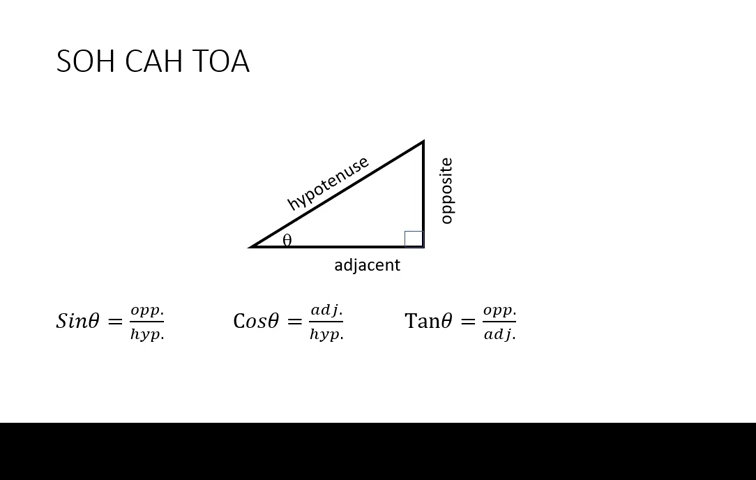 SOH CAH TOA
hypotenuse
opposite
θ
adjacent
Sinθ = opp./hyp.
Cosθ = adj./hyp.
Tanθ = opp./adj.